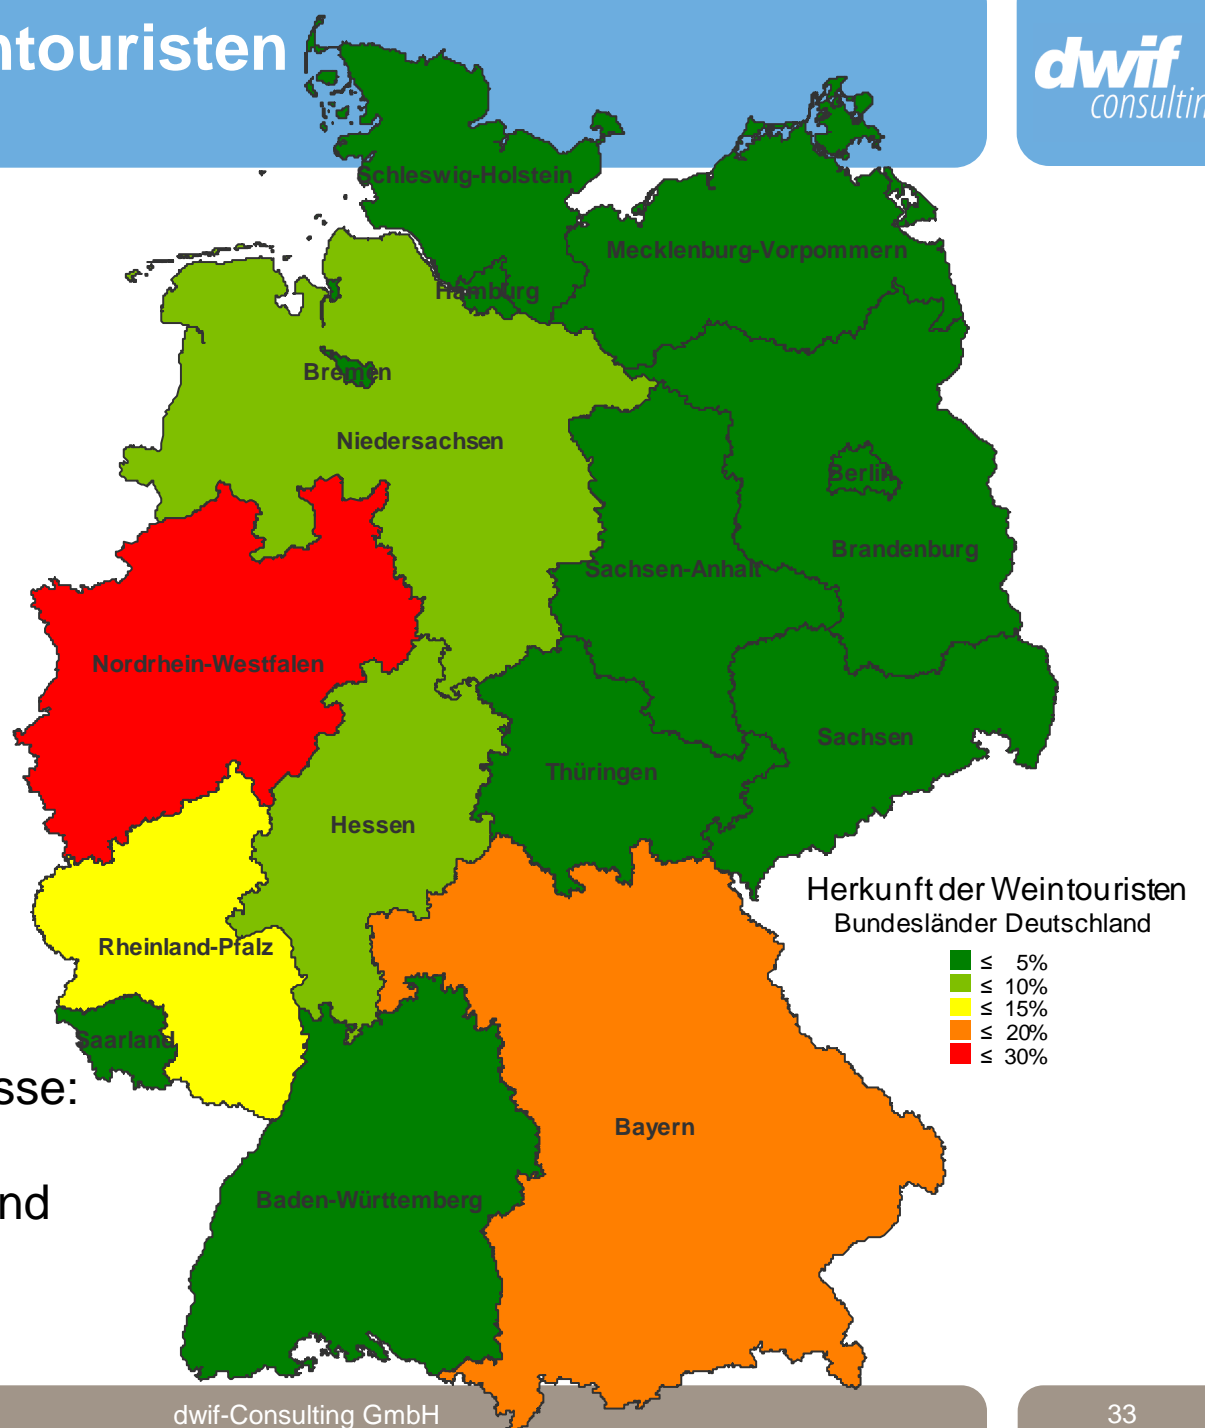 ntouristen
dwif
consultin
Schleswig-Holstein
Mecklenburg-Vorpommern
Hamburg
Bremen
Niedersachsen
Berlin
Brandenburg
Sachsen-Anhalt
Nordrhein-Westfalen
Sachsen
Thüringen
Hessen
Herkunft der Weintouristen
Bundesländer Deutschland
Rheinland-Pfalz
≤ 5%
≤ 10%
≤ 15%
≤ 20%
≤ 30%
Saarland
sse:
Bayern
nd
Baden-Württemberg
dwif-Consulting GmbH
33